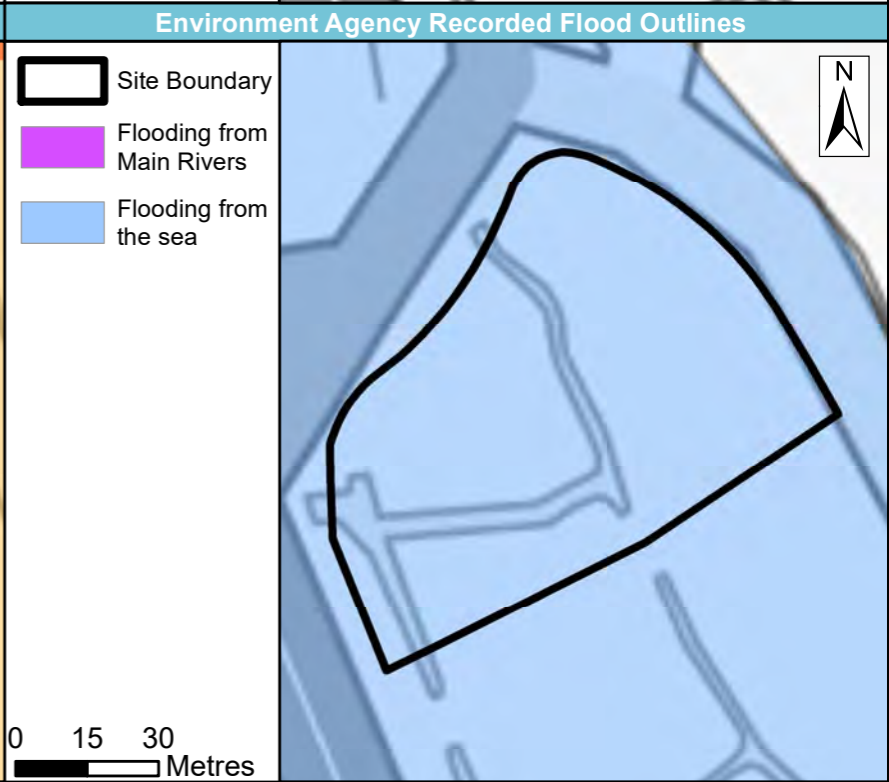 Environment Agency Recorded Flood Outlines
Site Boundary
Flooding from
Main Rivers
Flooding from
the sea
N
0 15 30
Metres